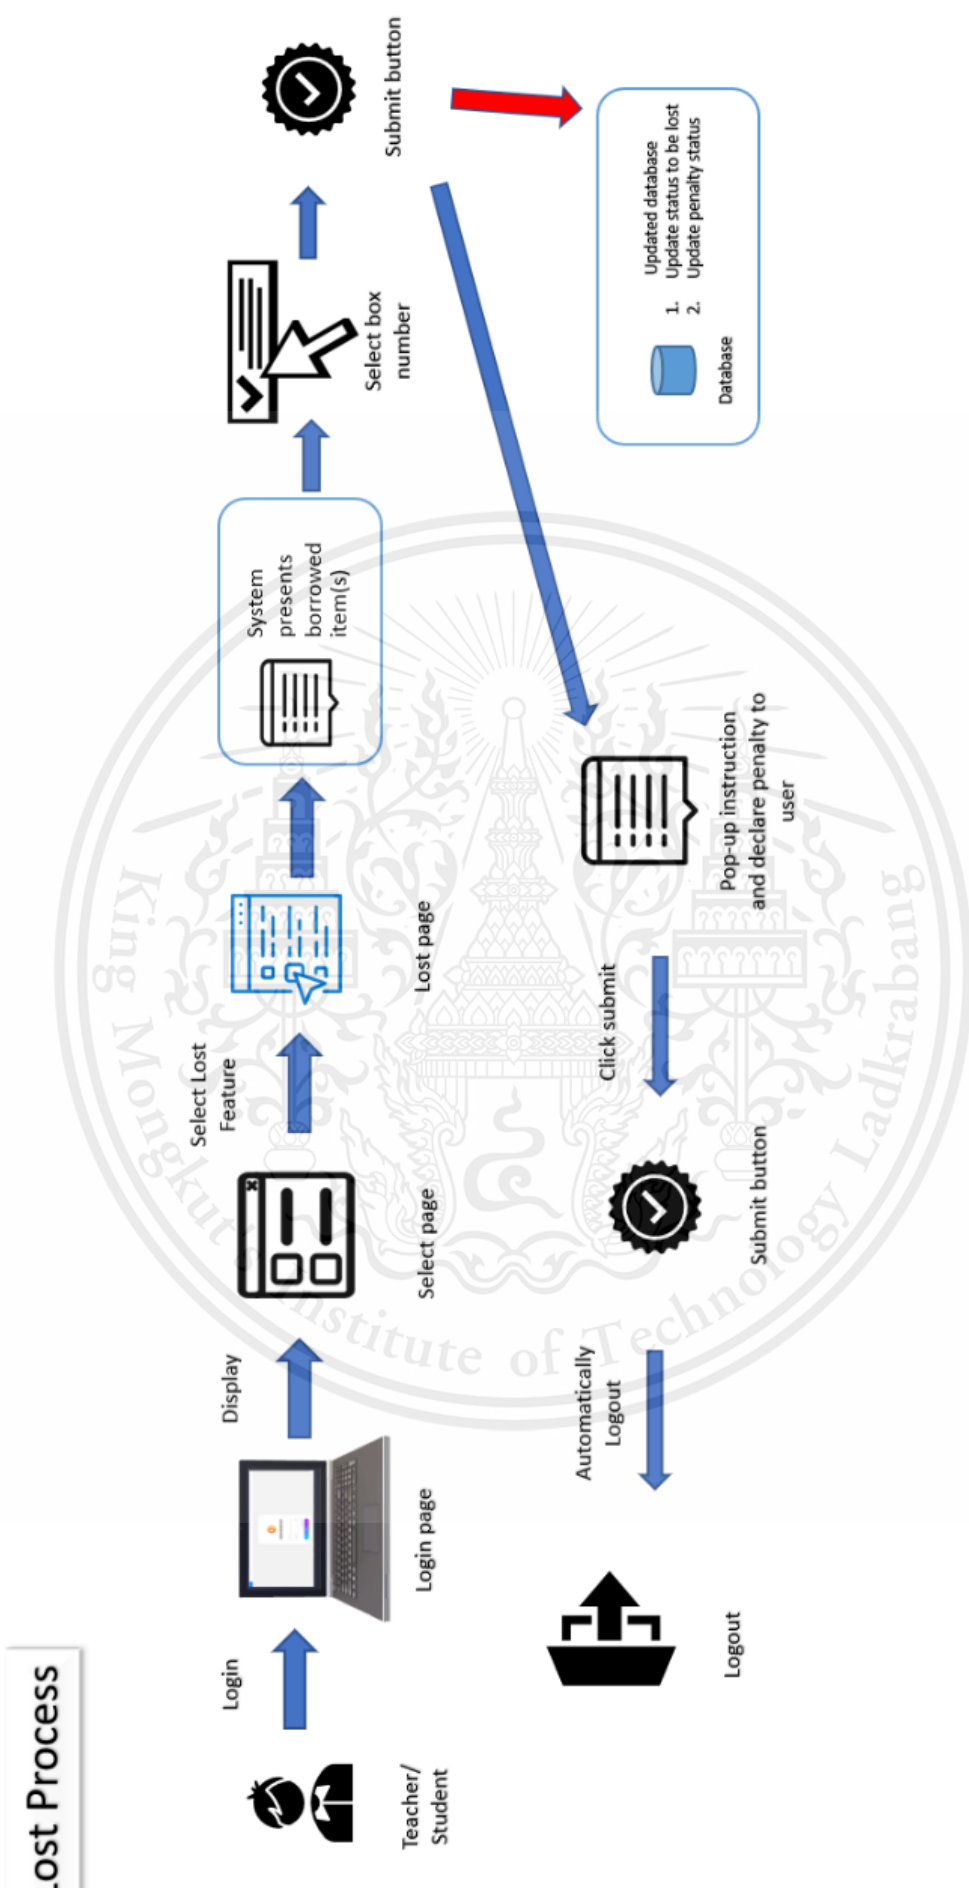 Lost Process
Login
Display
Select Lost
Feature
System
presents
borrowed
item(s)
Teacher/
Student
Login page
Select page
Lost page
Select box
number
Submit button
Automatically
Logout
Click submit
Updated database
1. Update status to be lost
2. Update penalty status
Database
Logout
Submit button
Pop-up instruction
and declare penalty to
user
King Mongkut's Institute of Technology Ladkrabang